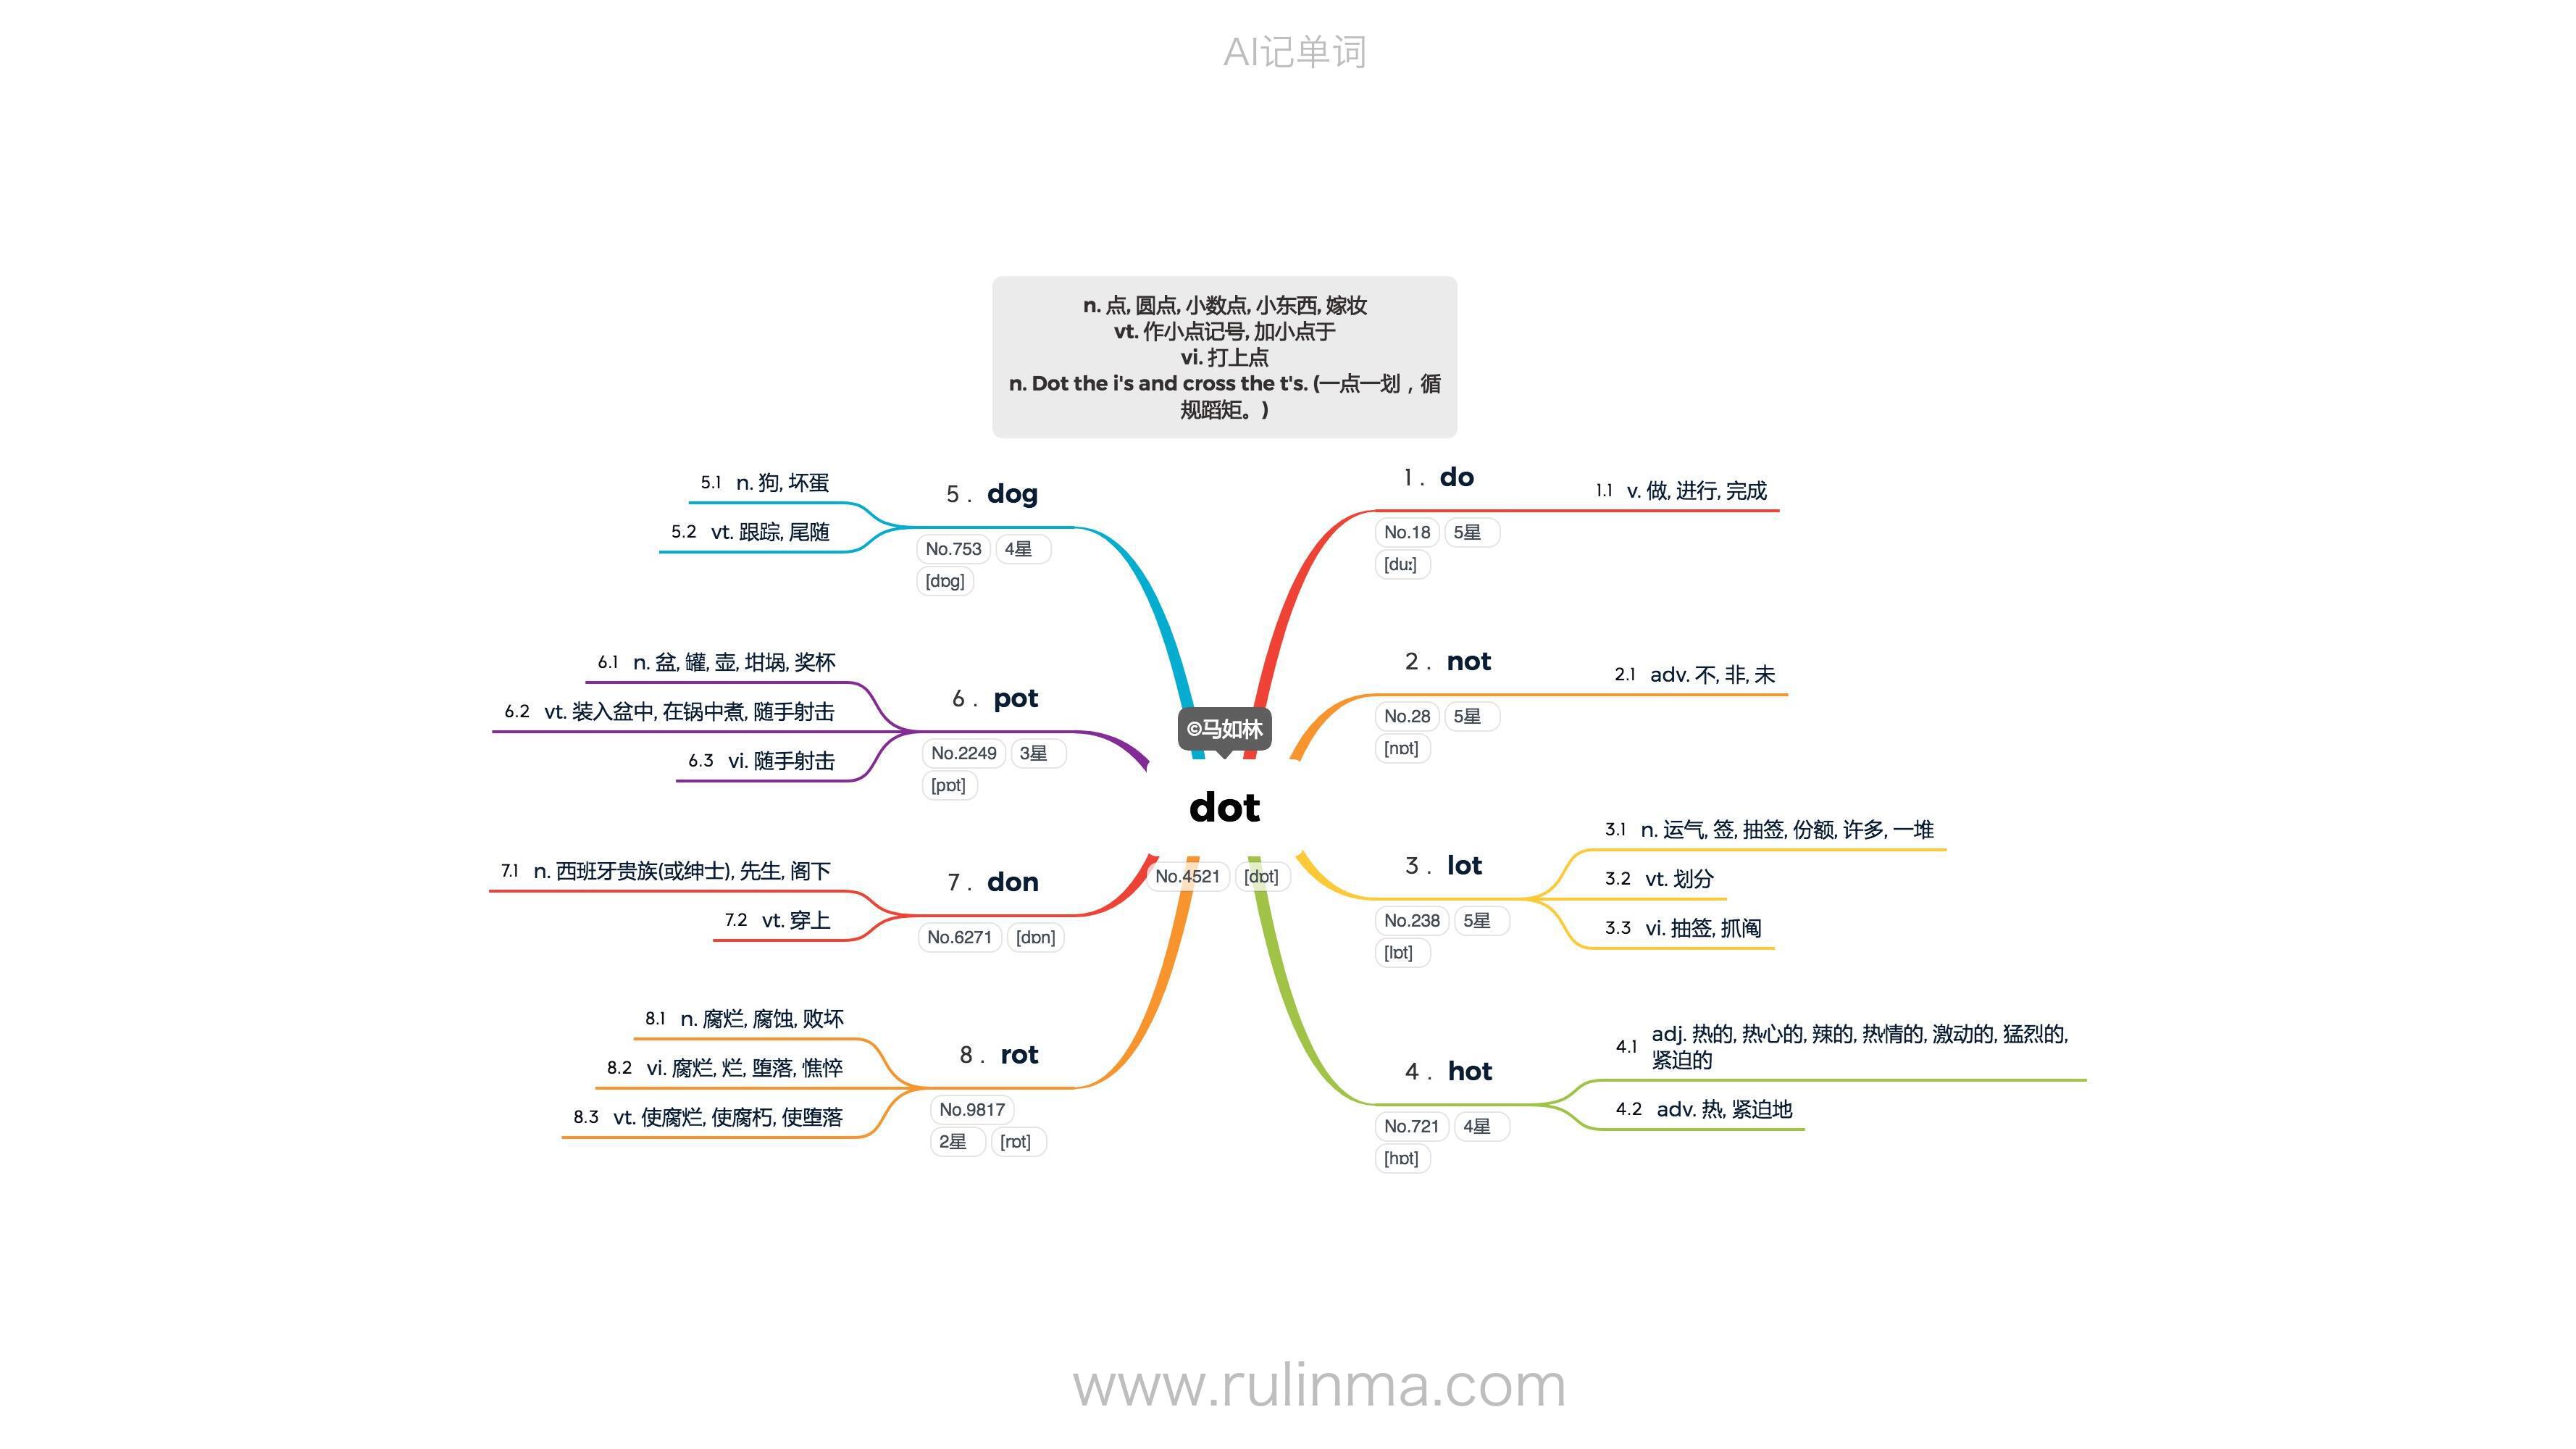 AI记单词
n. 点, 圆点, 小数点, 小东西, 嫁妆
vt. 作小点记号, 加小点于
vi. 打上点
n. Dot the i's and cross the t's. (一点一划，循
规蹈矩。)
©马如林
dot
No.4521 [dɒt]
1 . do
No.18 5星
[duː]
1.1 v. 做, 进行, 完成
2 . not
No.28 5星
[nɒt]
2.1 adv. 不, 非, 未
3 . lot
No.238 5星
[lɒt]
3.1 n. 运气, 签, 抽签, 份额, 许多, 一堆
3.2 vt. 划分
3.3 vi. 抽签, 抓阄
4 . hot
No.721 4星
[hɒt]
4.1 adj. 热的, 热心的, 辣的, 热情的, 激动的, 猛烈的,
紧迫的
4.2 adv. 热, 紧迫地
5 . dog
No.753 4星
[dɒg]
5.1 n. 狗, 坏蛋
5.2 vt. 跟踪, 尾随
6 . pot
No.2249 3星
[pɒt]
6.1 n. 盆, 罐, 壶, 坩埚, 奖杯
6.2 vt. 装入盆中, 在锅中煮, 随手射击
6.3 vi. 随手射击
7 . don
No.6271 [dɒn]
7.1 n. 西班牙贵族(或绅士), 先生, 阁下
7.2 vt. 穿上
8 . rot
No.9817
2星 [rɒt]
8.1 n. 腐烂, 腐蚀, 败坏
8.2 vi. 腐烂, 烂, 堕落, 憔悴
8.3 vt. 使腐烂, 使腐朽, 使堕落
www.rulinma.com